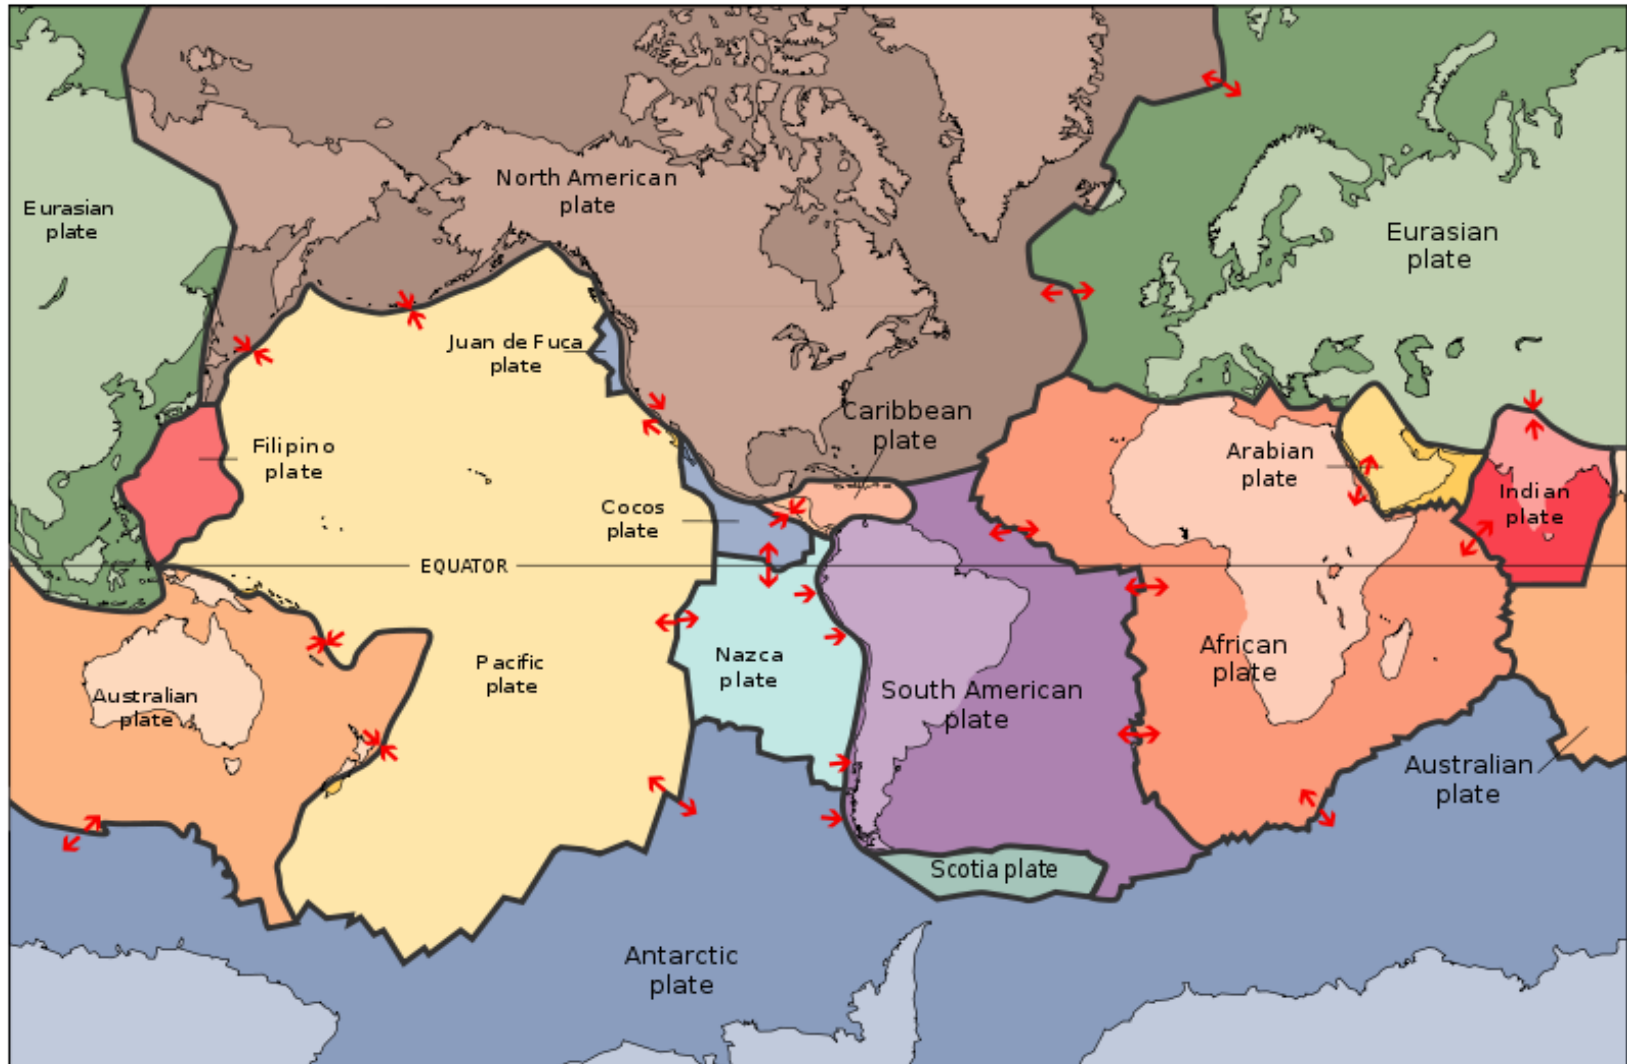 North American
plate
Eurasian
plate
Eurasian
plate
Juan de Fuca
plate
Caribbean
plate
Filipino
plate
Arabian
plate
Indian
plate
Cocos
plate
EQUATOR
African
plate
Nazca
plate
Pacific
plate
South American
plate
Australian
plate
Australian
plate
Scotia plate
Antarctic
plate